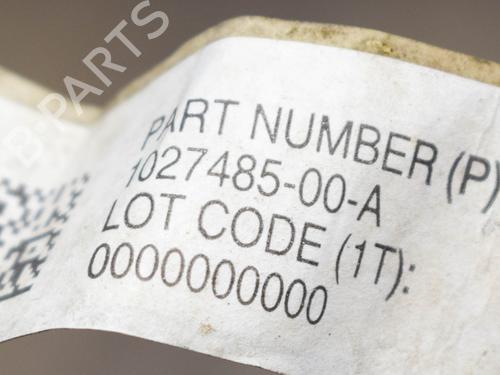 B-PARTS
PART NUMBER (P)
1027485-00-A
LOT CODE (1T):
0000000000